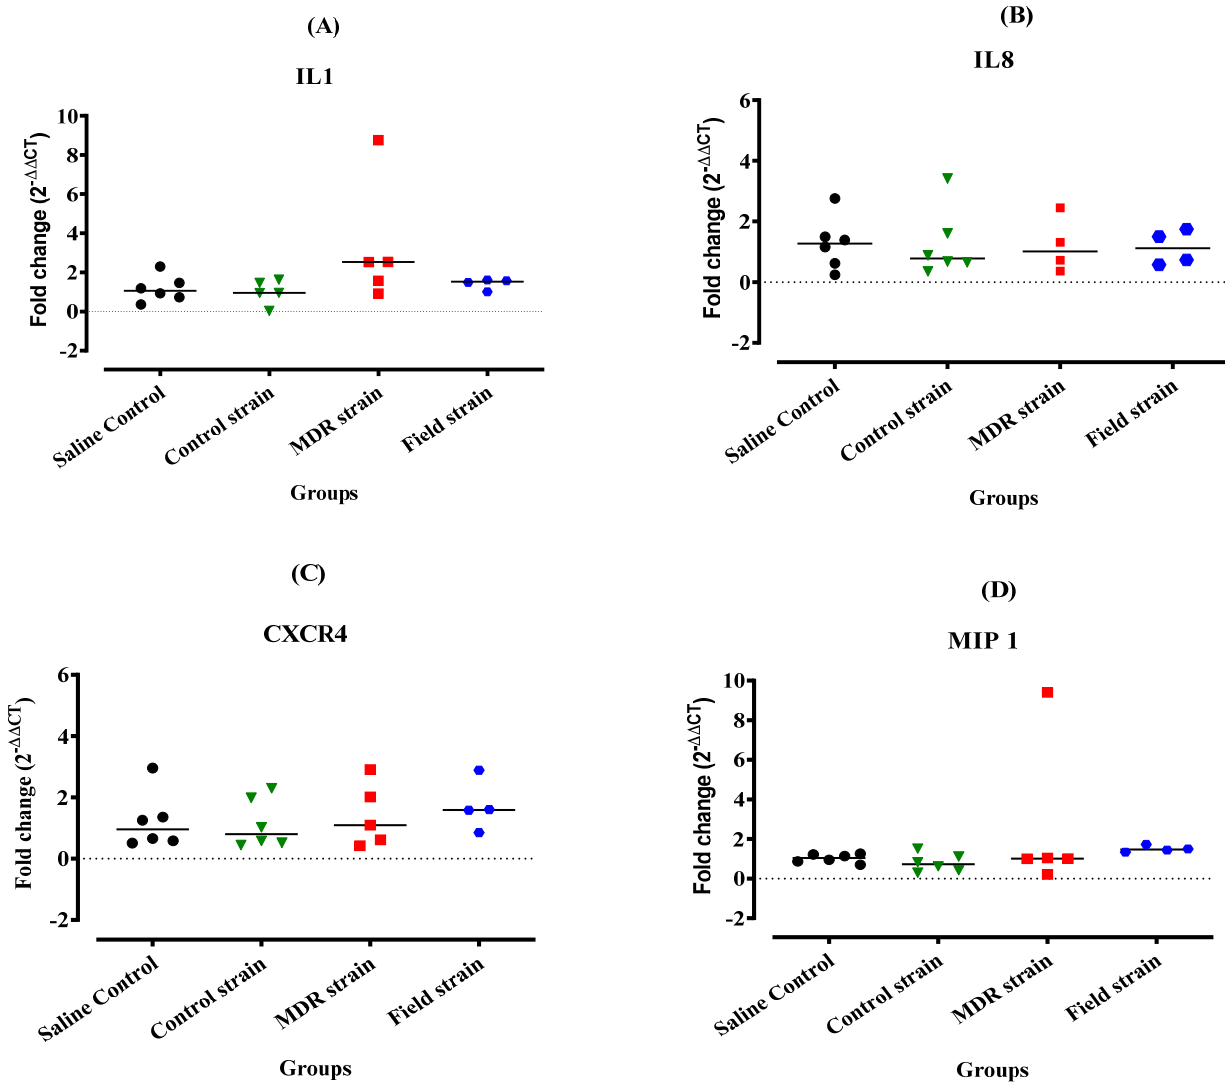 (A)
IL1
Fold change (2^-ΔΔCT)
10
8
6
4
2
0
-2
Saline Control
Control strain
MDR strain
Field strain
Groups
(B)
IL8
Fold change (2^-ΔΔCT)
6
4
2
0
-2
Saline Control
Control strain
MDR strain
Field strain
Groups
(C)
CXCR4
Fold change (2^-ΔΔCT)
6
4
2
0
-2
Saline Control
Control strain
MDR strain
Field strain
Groups
(D)
MIP 1
Fold change (2^-ΔΔCT)
10
8
6
4
2
0
-2
Saline Control
Control strain
MDR strain
Field strain
Groups